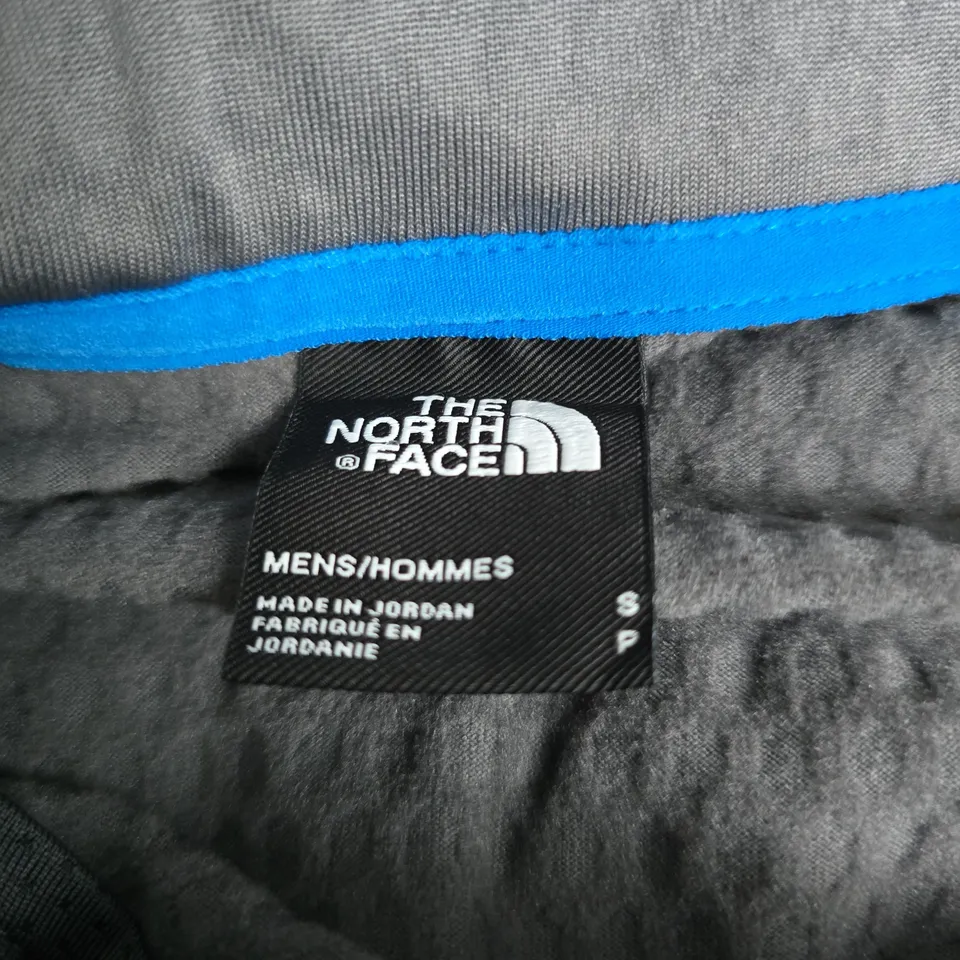 THE
NORTH
® FACE
MENS/HOMMES
MADE IN JORDAN
FABRIQUÉ EN
JORDANIE
S
P